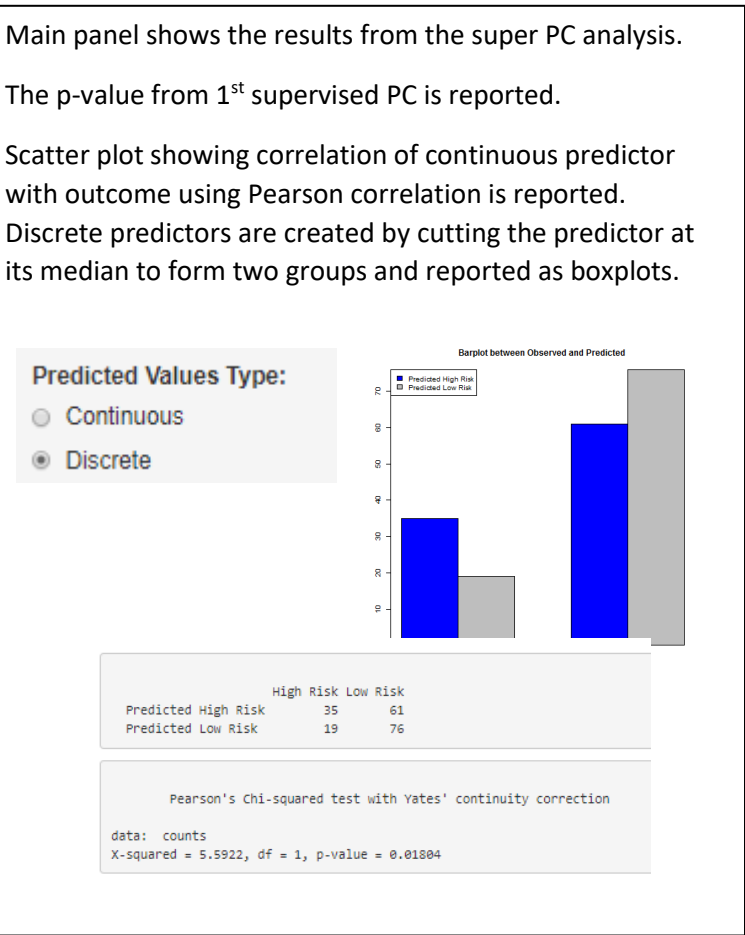 Main panel shows the results from the super PC analysis.
The p-value from 1st supervised PC is reported.
Scatter plot showing correlation of continuous predictor
with outcome using Pearson correlation is reported.
Discrete predictors are created by cutting the predictor at
its median to form two groups and reported as boxplots.
Predicted Values Type:
Continuous
Discrete
Barplot between Observed and Predicted
Predicted High Risk
Predicted Low Risk
70
60
50
40
30
20
10
High Risk Low Risk
Predicted High Risk 35 61
Predicted Low Risk 19 76
Pearson's Chi-squared test with Yates' continuity correction
data: counts
X-squared = 5.5922, df = 1, p-value = 0.01804